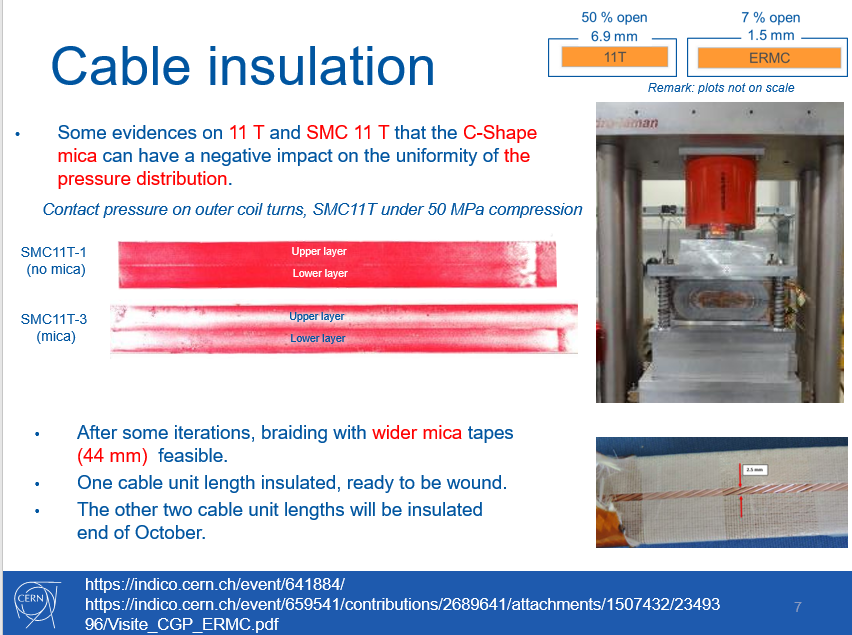 50 % open
7 % open
6.9 mm
1.5 mm
11T
ERMC
Remark: plots not on scale
Cable insulation
• Some evidences on 11 T and SMC 11 T that the C-Shape
mica can have a negative impact on the uniformity of the
pressure distribution.
Contact pressure on outer coil turns, SMC11T under 50 MPa compression
SMC11T-1
(no mica)
Upper layer
Lower layer
SMC11T-3
(mica)
Upper layer
Lower layer
• After some iterations, braiding with wider mica tapes
(44 mm) feasible.
• One cable unit length insulated, ready to be wound.
• The other two cable unit lengths will be insulated
end of October.
2.5 mm
CERN
https://indico.cern.ch/event/641884/
https://indico.cern.ch/event/659541/contributions/2689641/attachments/1507432/23493
96/Visite_CGP_ERMC.pdf
7